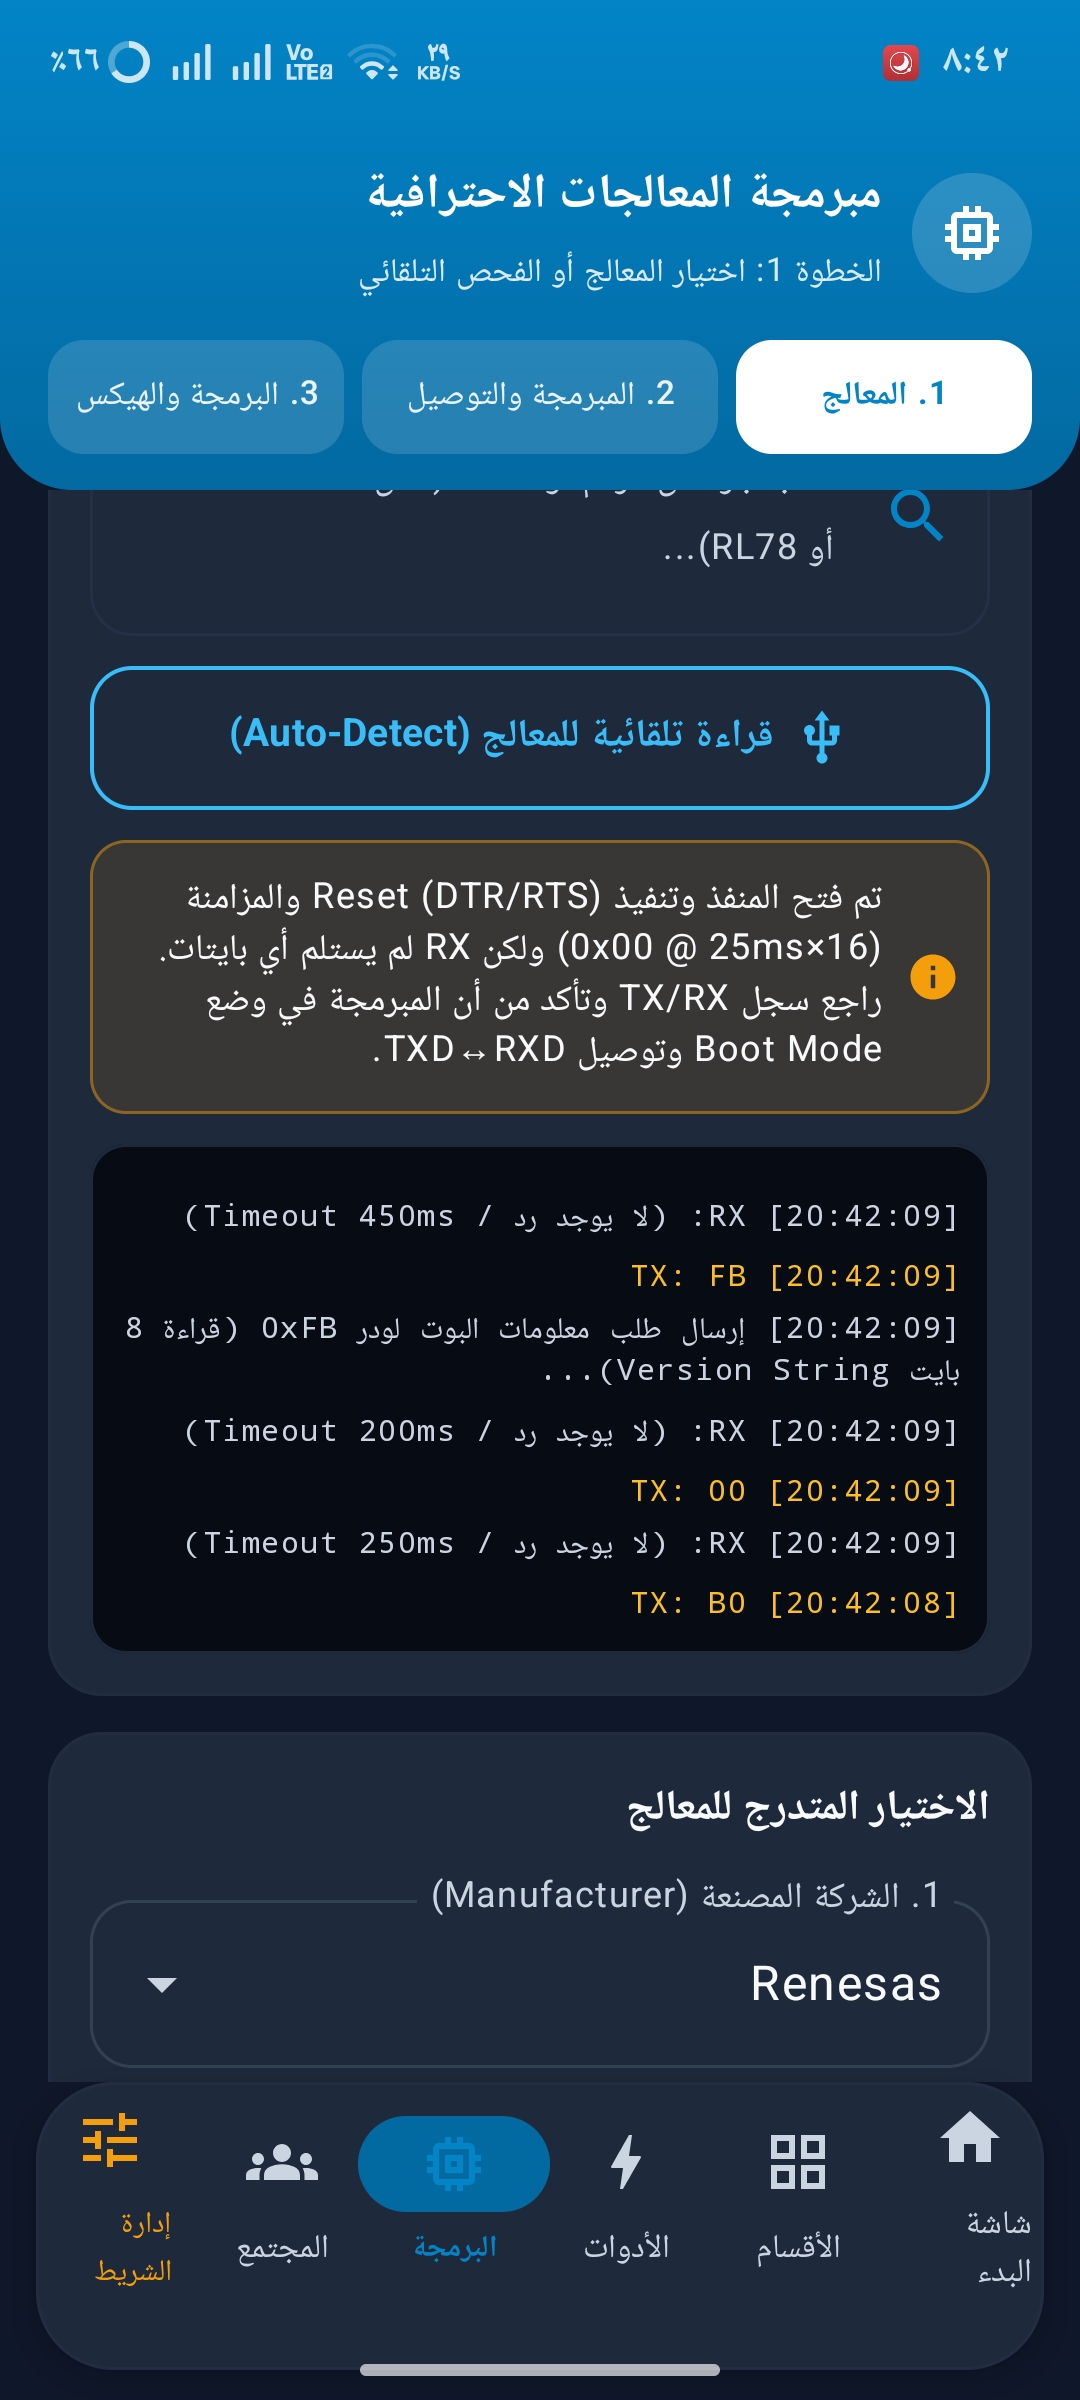 ٨:٤٢
٢٩ KB/S
Vo LTE2
٪٦٦
مبرمجة المعالجات الاحترافية
الخطوة 1: اختيار المعالج أو الفحص التلقائي
1. المعالج
2. المبرمجة والتوصيل
3. البرمجة والهيكس
أو RL78)...
قراءة تلقائية للمعالج (Auto-Detect)
تم فتح المنفذ وتنفيذ Reset (DTR/RTS) والمزامنة
(0x00 @ 25ms×16) ولكن RX لم يستلم أي بايتات.
راجع سجل TX/RX وتأكد من أن المبرمجة في وضع
Boot Mode وتوصيل TXD↔RXD.
[20:42:09] RX: (لا يوجد رد / Timeout 450ms)
[20:42:09] TX: FB
[20:42:09] إرسال طلب معلومات البوت لودر 0xFB (قراءة 8
بايت Version String)...
[20:42:09] RX: (لا يوجد رد / Timeout 200ms)
[20:42:09] TX: 00
[20:42:09] RX: (لا يوجد رد / Timeout 250ms)
[20:42:08] TX: B0
الاختيار المتدرج للمعالج
1. الشركة المصنعة (Manufacturer)
Renesas
شاشة البدء
الأقسام
الأدوات
البرمجة
المجتمع
إدارة الشريط